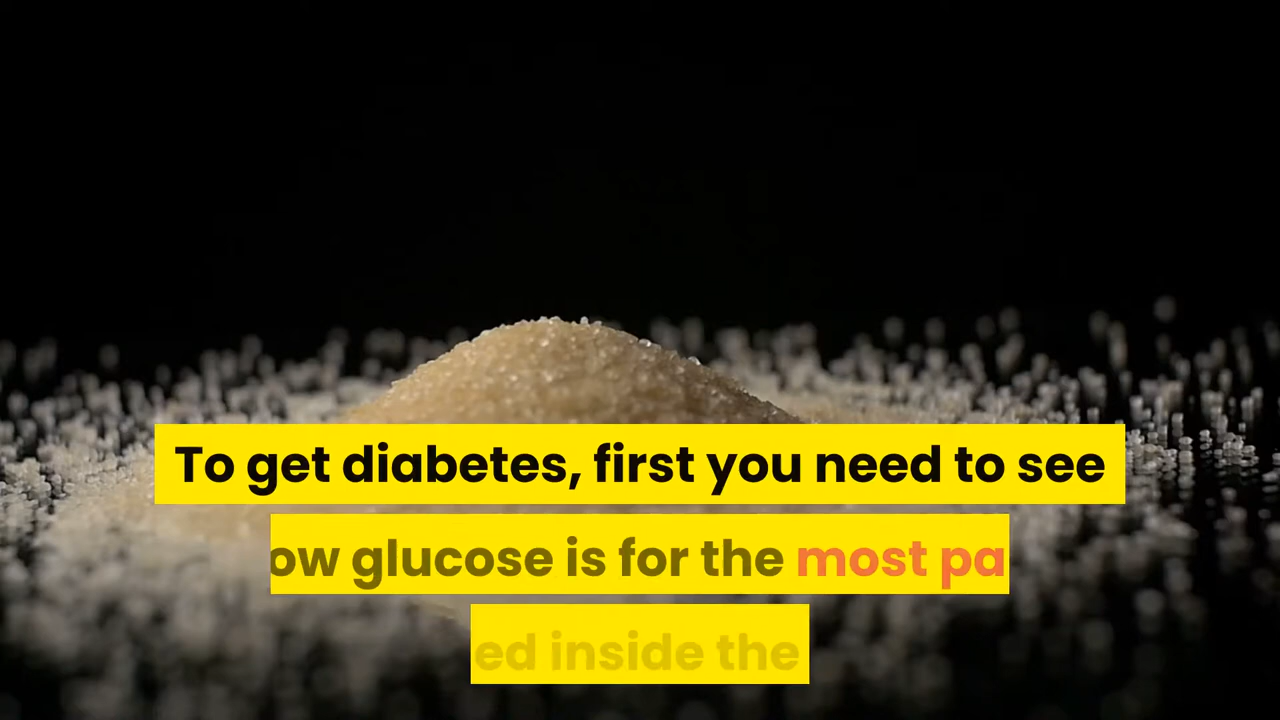 To get diabetes, first you need to see
ow glucose is for the most pa
ed inside the